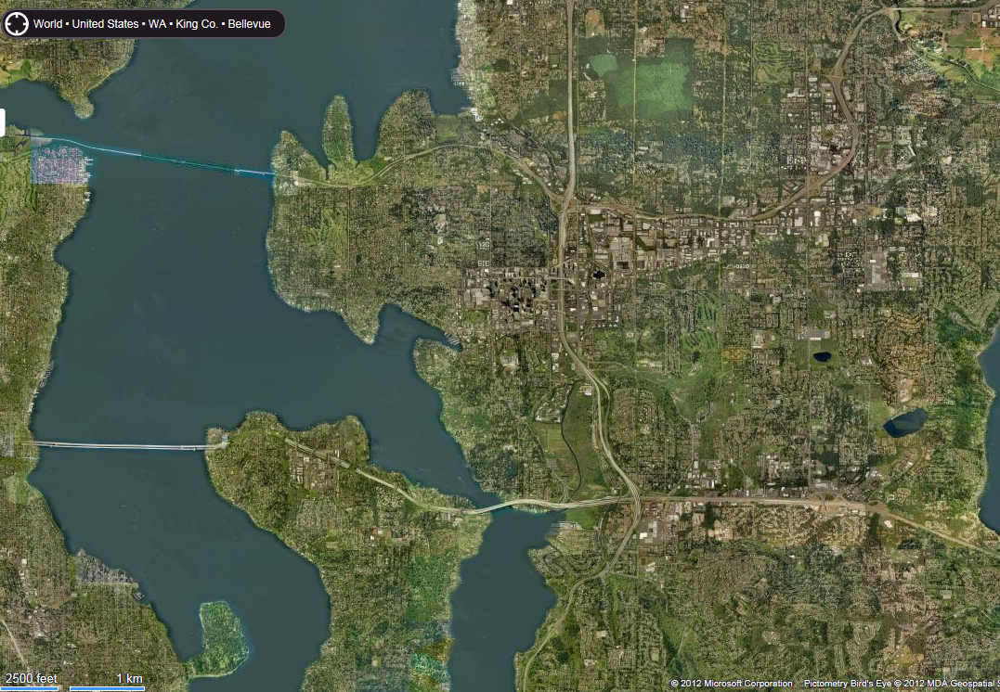 World • United States • WA • King Co. • Bellevue
2500 feet 1 km
© 2012 Microsoft Corporation Pictometry Bird's Eye © 2012 MDA Geospatial S